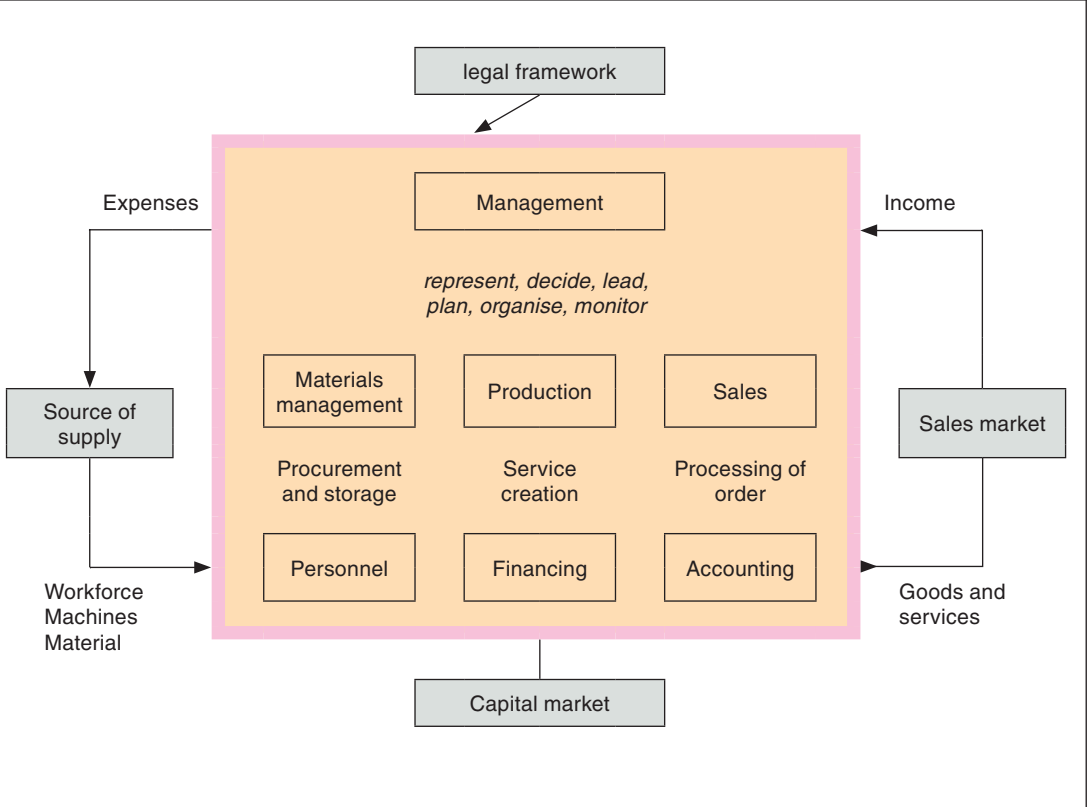 legal framework
Expenses
Management
Income
represent, decide, lead,
plan, organise, monitor
Materials
management
Production
Sales
Source of
supply
Sales market
Procurement
and storage
Service
creation
Processing of
order
Personnel
Financing
Accounting
Workforce
Machines
Material
Goods and
services
Capital market